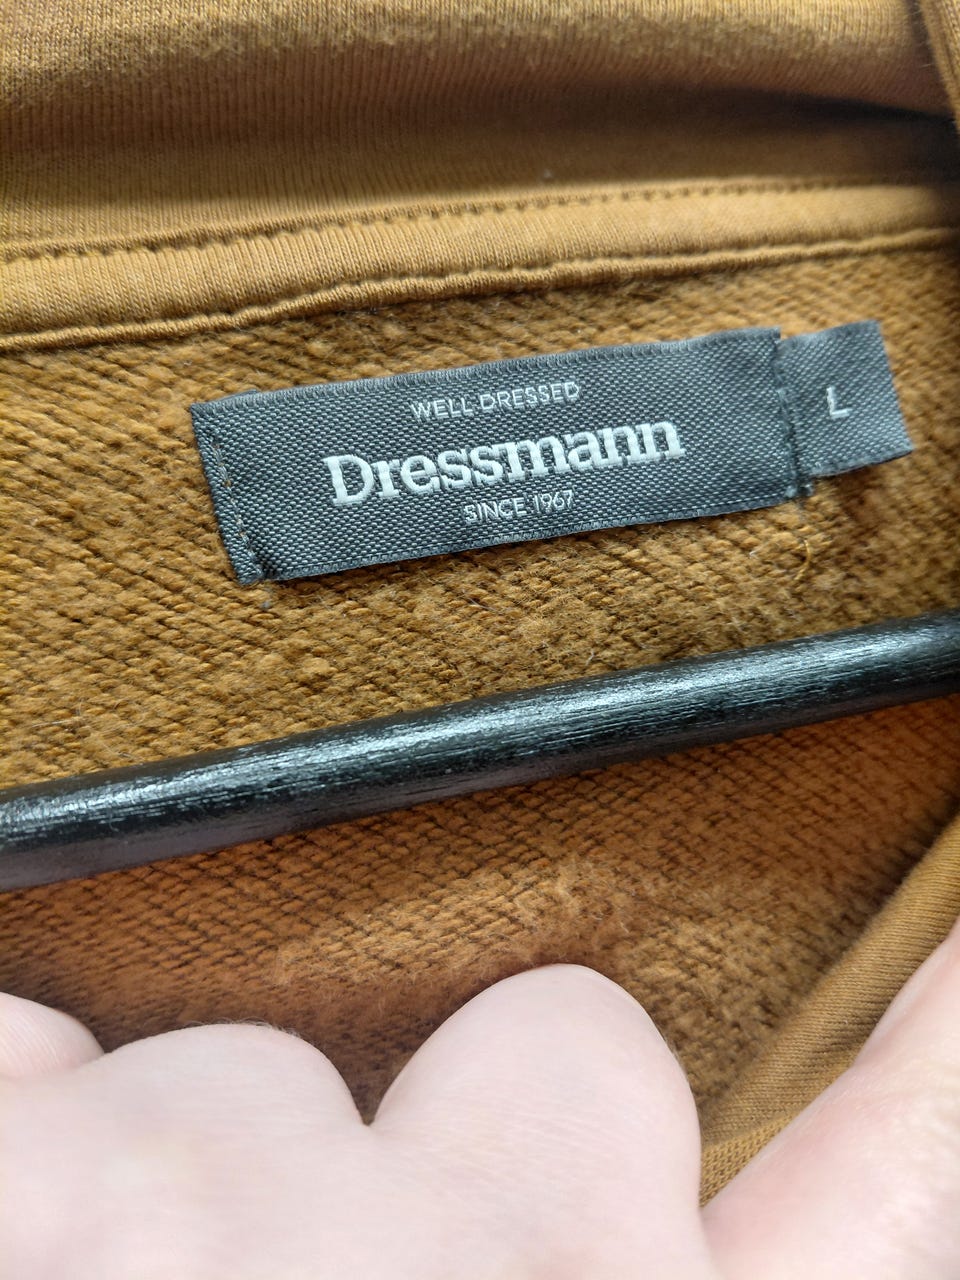 WELL DRESSED
Dressmann
SINCE 1967
L